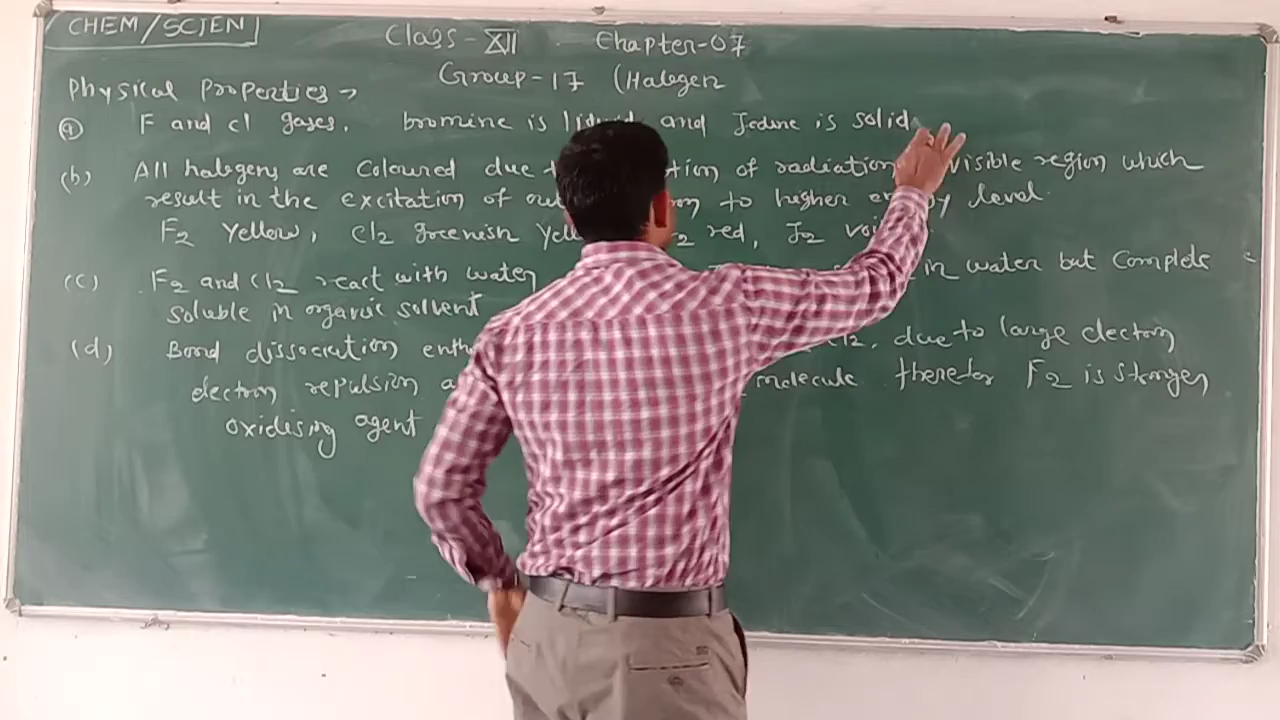 CHEM/SCIEN
Class-XII Chapter-07
Group-17 (Halogen
Physical Properties →
(a) F and Cl gases, bromine is liquid and Iodine is solid
(b) All halogens are Coloured due of radiation visible region which
result in the excitation of to higher level.
F2 Yellow, Cl2 greenish red, I2
(c) F2 and Cl2 react with water in water but Complete
soluble in organic solvent
(d) Bond dissociation due to large electron
electron repulsion molecule therefor F2 is stronger
oxidising agent